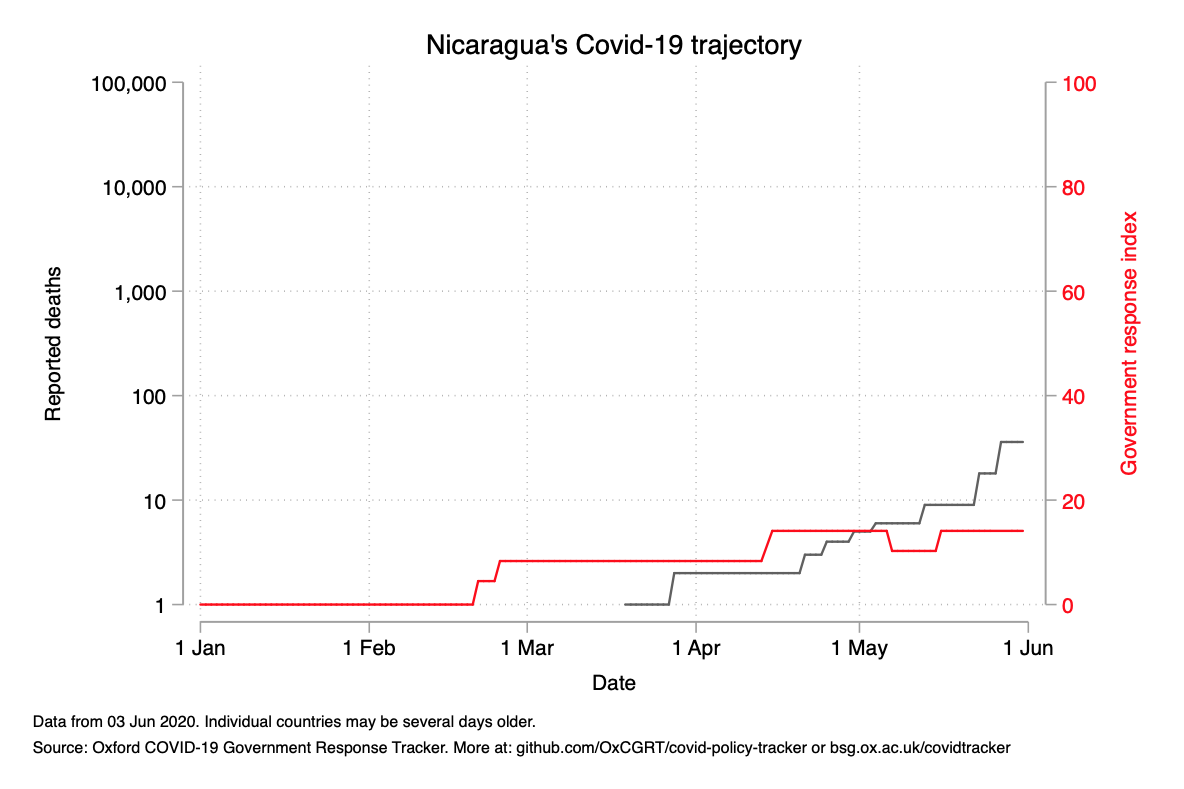 Nicaragua's Covid-19 trajectory
100,000
10,000
1,000
100
10
1
Reported deaths
100
80
60
40
20
0
Government response index
1 Jan 1 Feb 1 Mar 1 Apr 1 May 1 Jun
Date
Data from 03 Jun 2020. Individual countries may be several days older.
Source: Oxford COVID-19 Government Response Tracker. More at: github.com/OxCGRT/covid-policy-tracker or bsg.ox.ac.uk/covidtracker